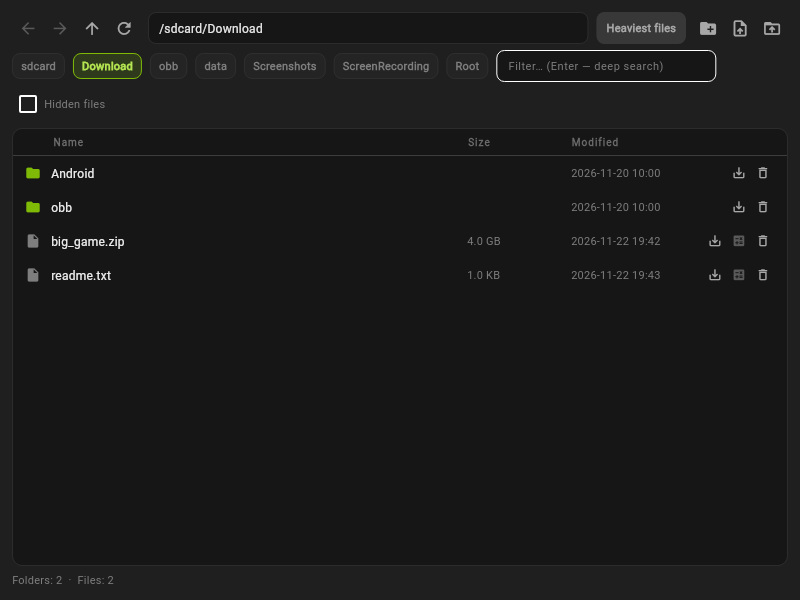 /sdcard/Download Heaviest files
sdcard Download obb data Screenshots ScreenRecording Root Filter... (Enter — deep search)
Hidden files
Name Size Modified
Android 2026-11-20 10:00
obb 2026-11-20 10:00
big_game.zip 4.0 GB 2026-11-22 19:42
readme.txt 1.0 KB 2026-11-22 19:43
Folders: 2 · Files: 2